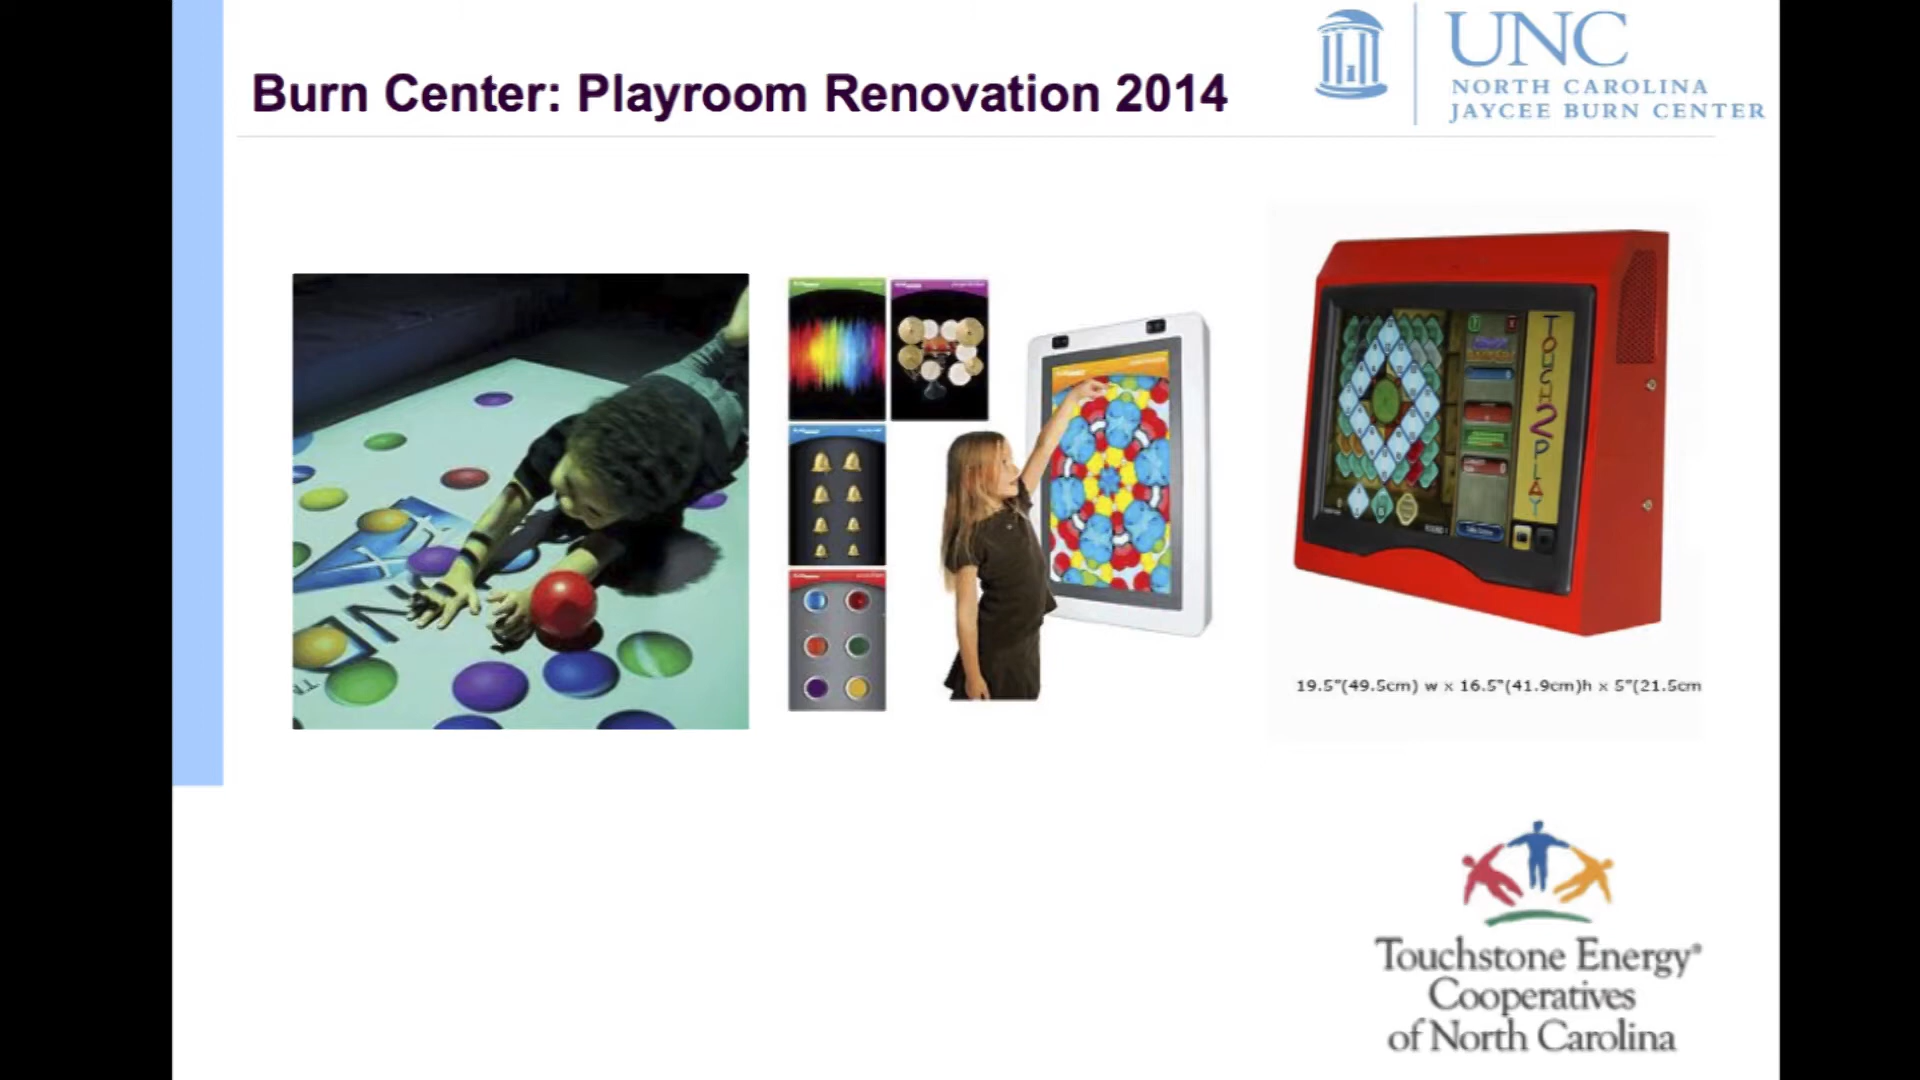 Burn Center: Playroom Renovation 2014
UNC
NORTH CAROLINA
JAYCEE BURN CENTER
TOUCH2PLAY
19.5"(49.5cm) w x 16.5"(41.9cm)h x 5"(21.5cm
Touchstone Energy®
Cooperatives
of North Carolina